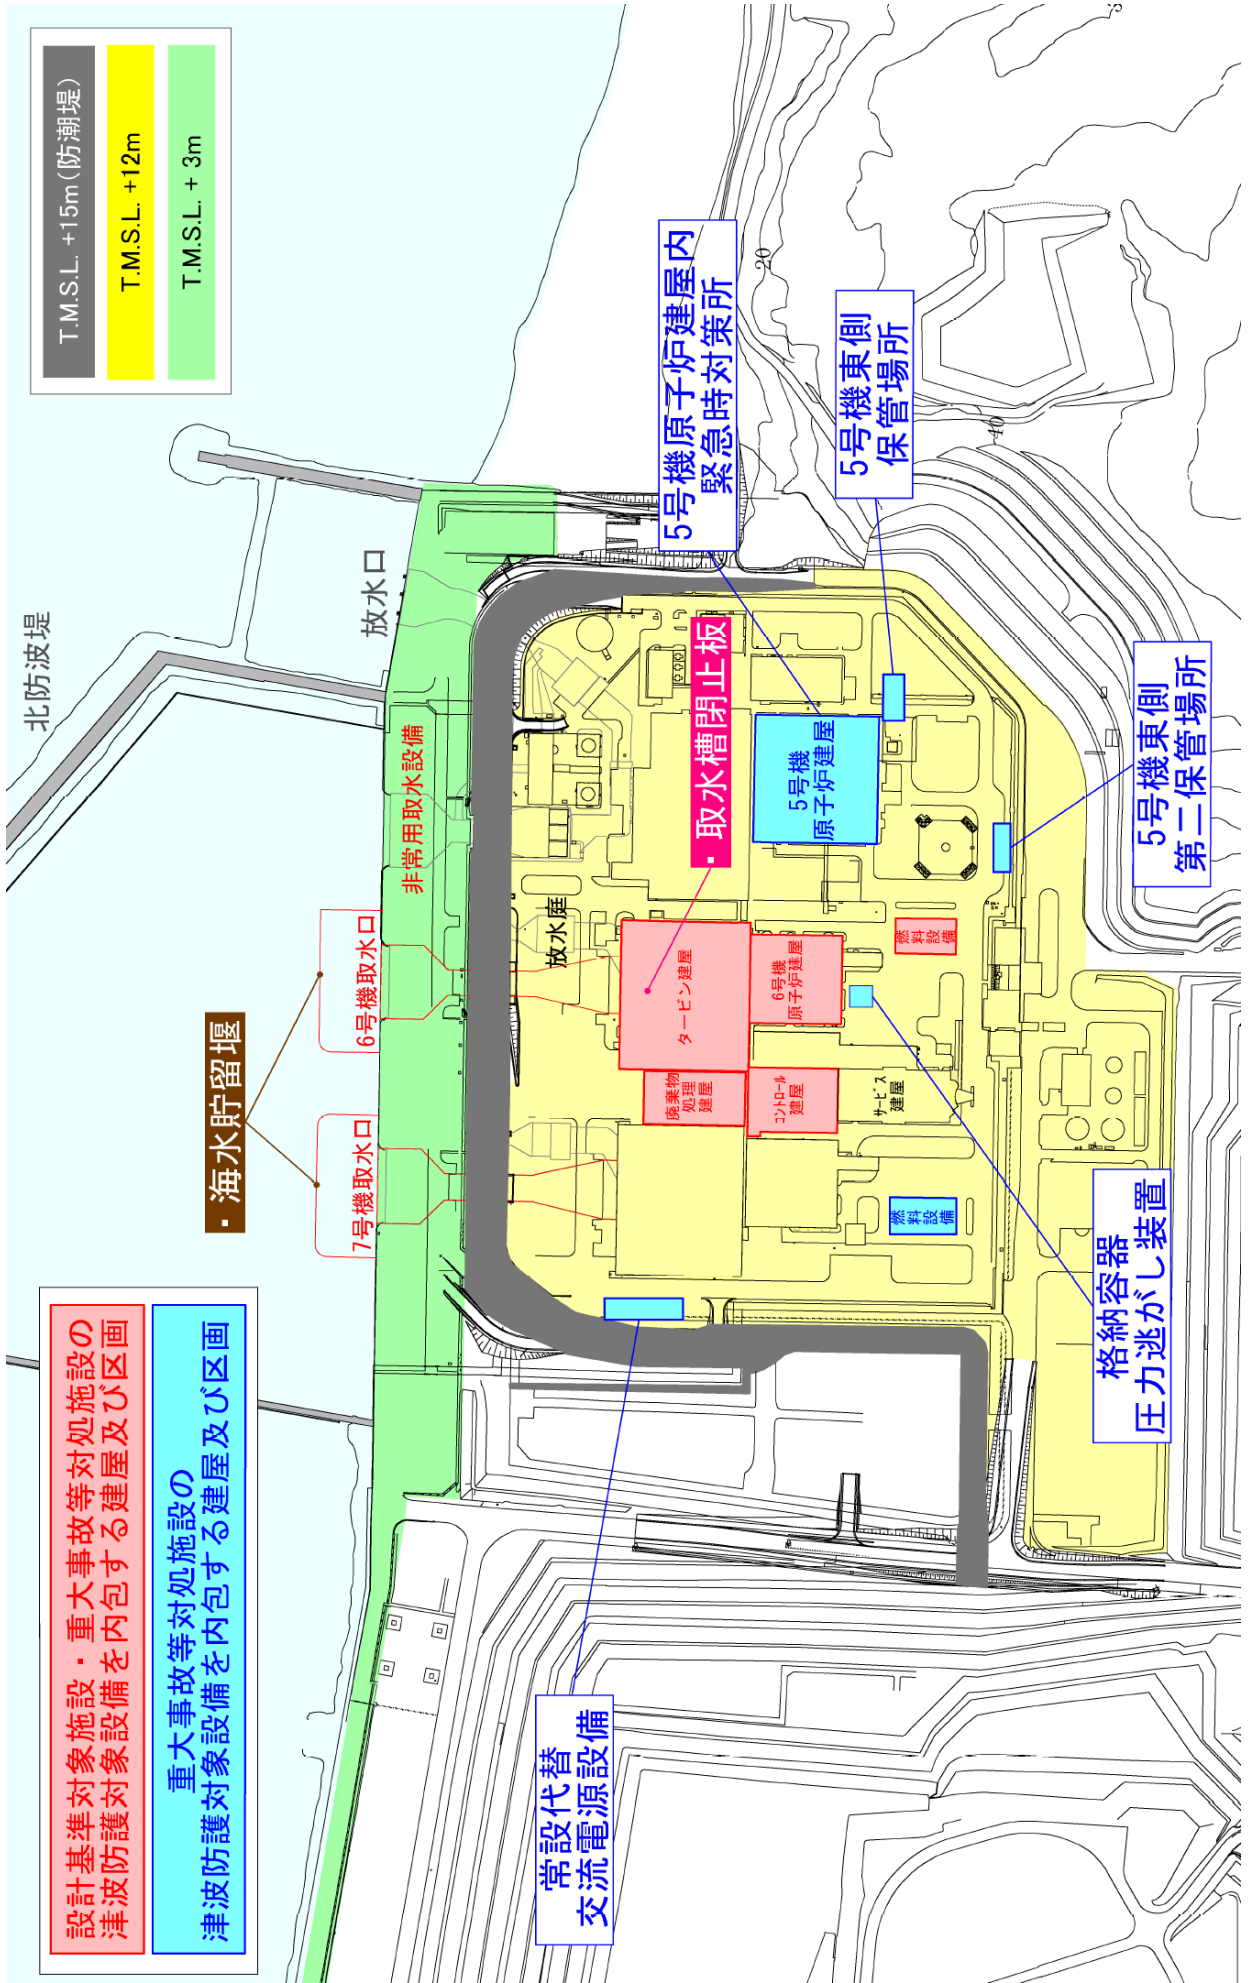 設計基準対象施設・重大事故等対処施設の
津波防護対象設備を内包する建屋及び区画
重大事故等対処施設の
津波防護対象設備を内包する建屋及び区画
T.M.S.L. +15m(防潮堤)
T.M.S.L. +12m
T.M.S.L. + 3m
北防波堤
・海水貯留堰
7号機取水口
6号機取水口
放水口
非常用取水設備
放水庭
タービン建屋
廃棄物
処理
建屋
コントロール
建屋
6号機
原子炉建屋
サービス
建屋
燃料
設備
燃料
設備
・取水槽閉止板
5号機
原子炉建屋
5号機原子炉建屋内
緊急時対策所
5号機東側
保管場所
5号機東側
第二保管場所
格納容器
圧力逃がし装置
常設代替
交流電源設備
20
40